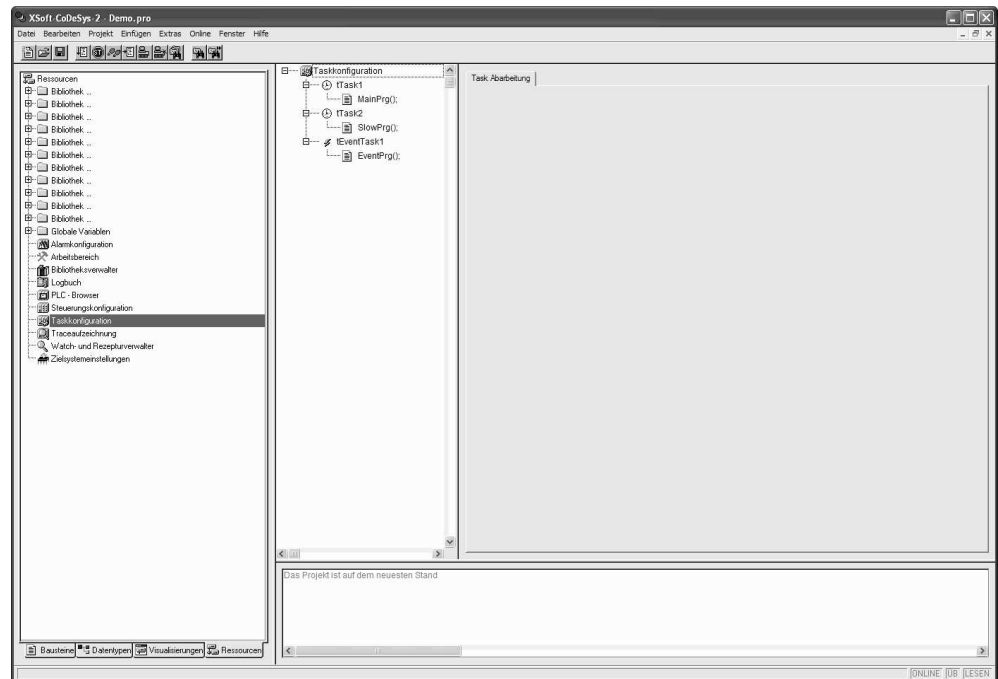 XSoft-CoDeSys-2 - Demo.pro
Datei Bearbeiten Projekt Einfügen Extras Online Fenster Hilfe
Ressourcen
Bibliothek ...
Bibliothek ...
Bibliothek ...
Bibliothek ...
Bibliothek ...
Bibliothek ...
Bibliothek ...
Bibliothek ...
Bibliothek ...
Bibliothek ...
Bibliothek ...
Globale Variablen
Alarmkonfiguration
Arbeitsbereich
Bibliotheksverwalter
Logbuch
PLC - Browser
Steuerungskonfiguration
Taskkonfiguration
Traceaufzeichnung
Watch- und Rezepturverwalter
Zielsystemeinstellungen
Bausteine Datentypen Visualisierungen Ressourcen
Taskkonfiguration
tTask1
MainPrg();
tTask2
SlowPrg();
tEventTask1
EventPrg();
Task Abarbeitung
Das Projekt ist auf dem neuesten Stand
ONLINE ÜB LESEN